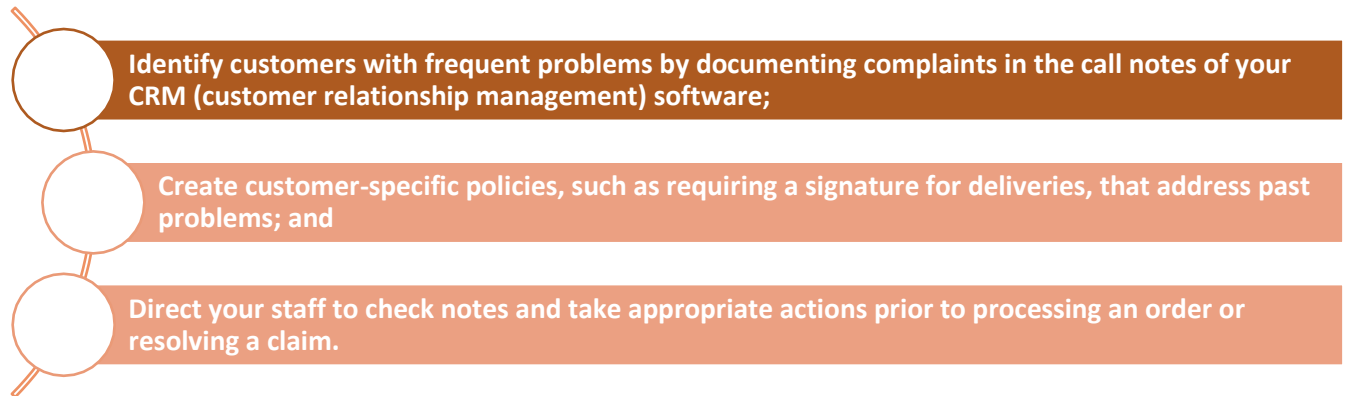 Identify customers with frequent problems by documenting complaints in the call notes of your
CRM (customer relationship management) software;
Create customer-specific policies, such as requiring a signature for deliveries, that address past
problems; and
Direct your staff to check notes and take appropriate actions prior to processing an order or
resolving a claim.